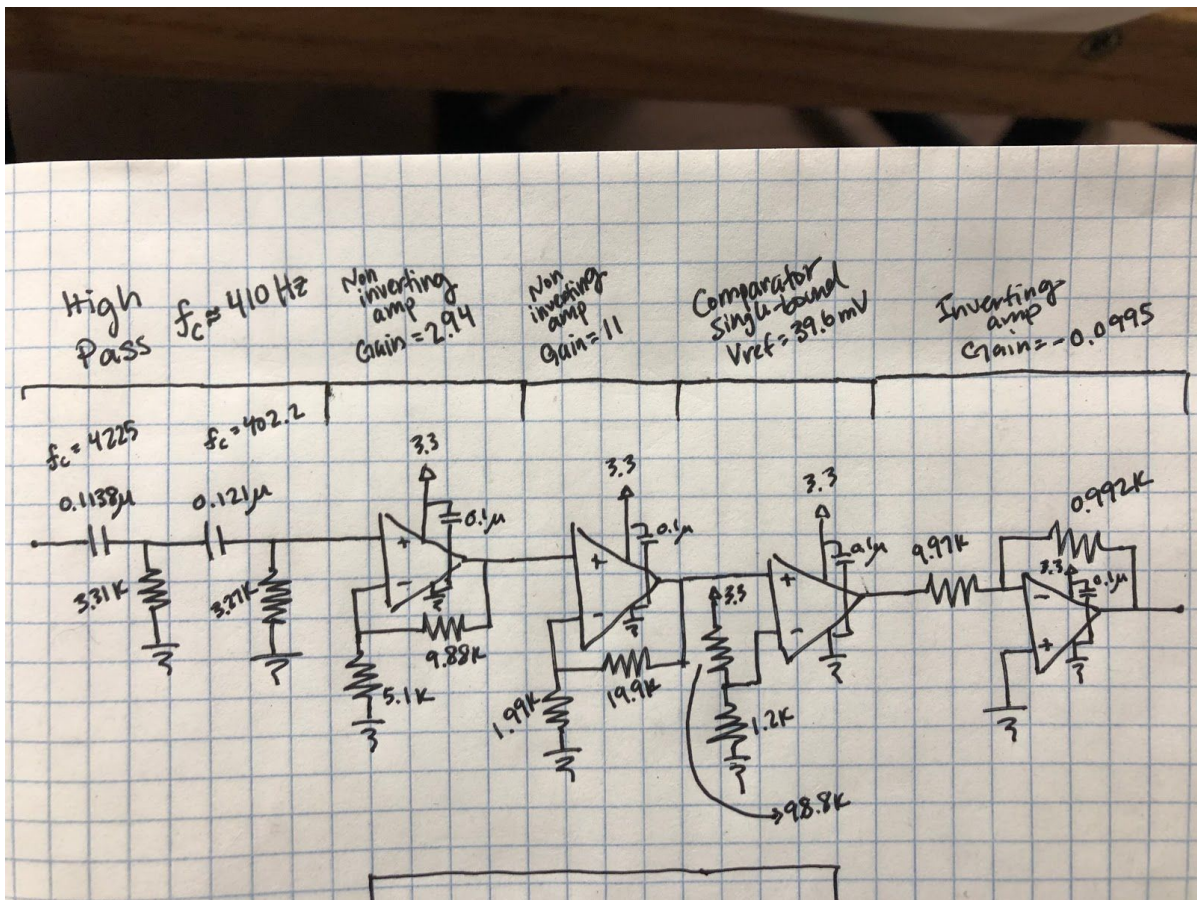 High
Pass
fc≈410 Hz
Non
inverting
amp
Gain=2.94
Non
inverting
amp
gain=11
Comparator
single-bound
Vref=39.6mV
Inverting
amp
Gain=-0.0995
fc=4225
fc=402.2
0.1138μ
0.121μ
3.31K
3.27K
3.3
0.1μ
9.88K
5.1K
3.3
0.1μ
19.9K
1.99K
3.3
98.8K
1.2K
3.3
0.1μ
9.97K
0.992K
3.3
0.1μ